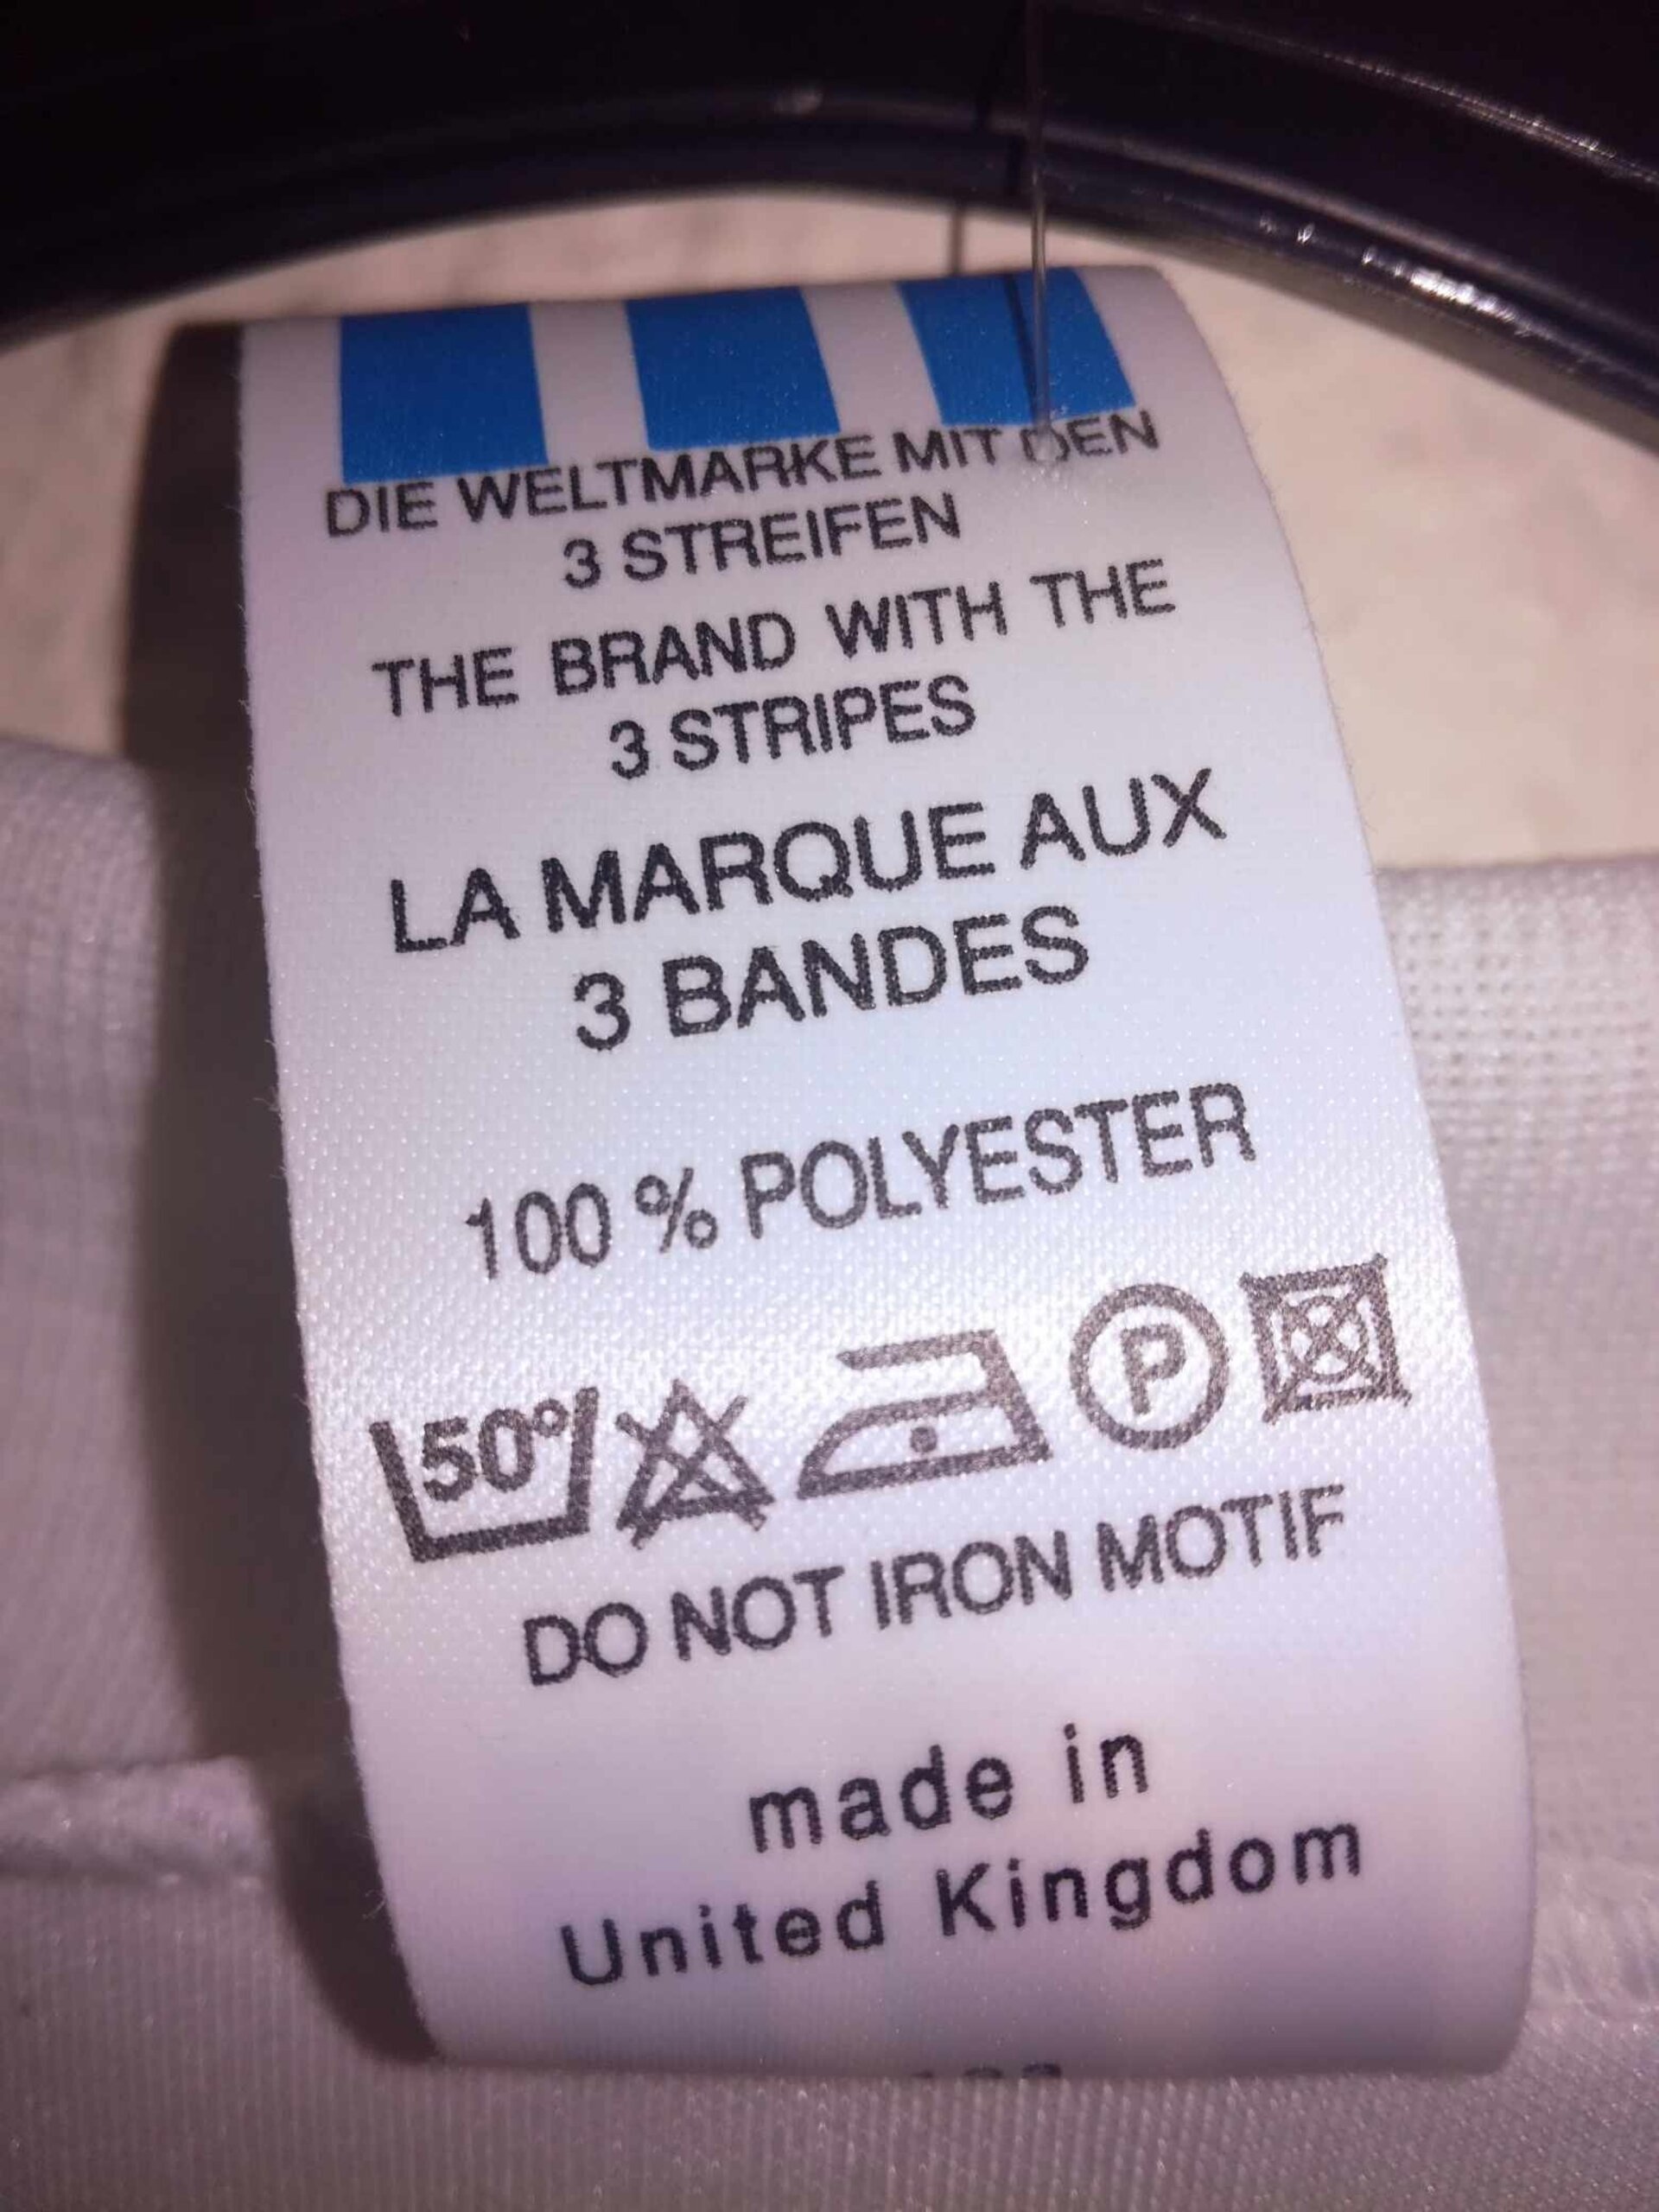 DIE WELTMARKE MIT DEN
3 STREIFEN
THE BRAND WITH THE
3 STRIPES
LA MARQUE AUX
3 BANDES
100 % POLYESTER
50° P
DO NOT IRON MOTIF
made in
United Kingdom